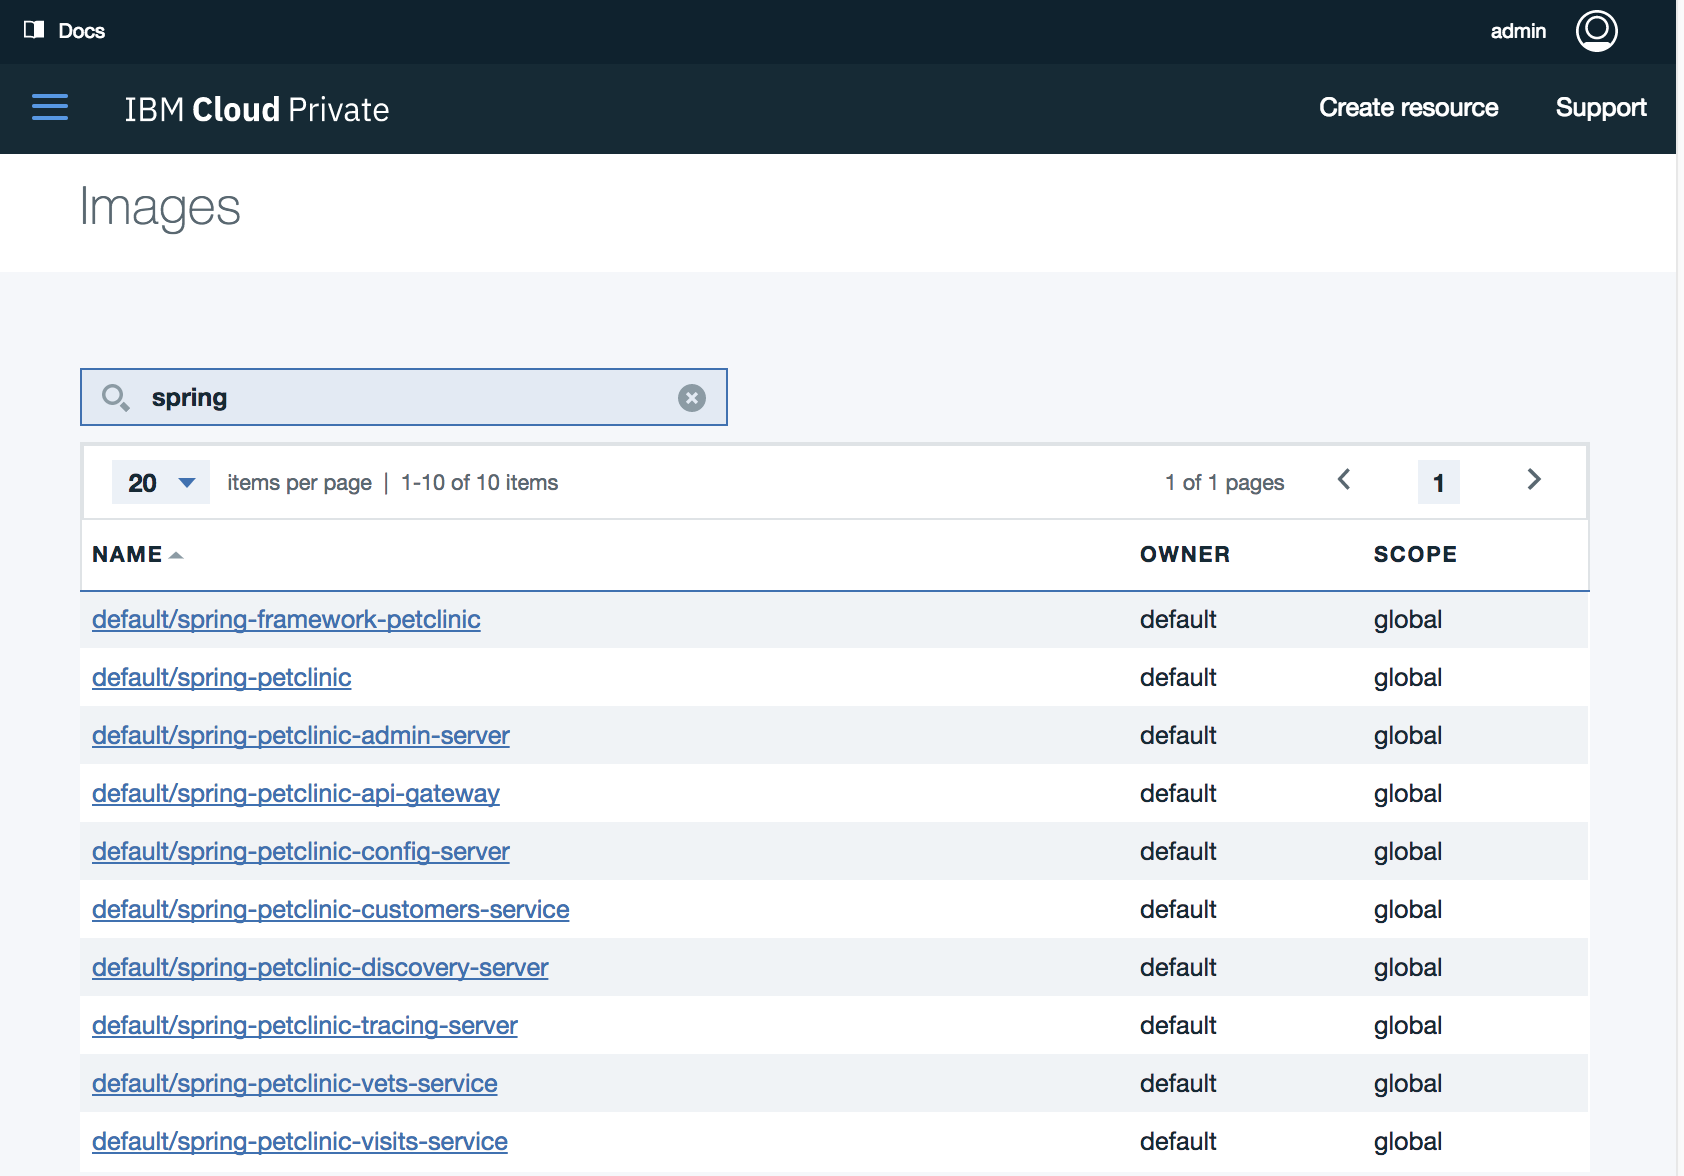 Docs admin
IBM Cloud Private Create resource Support
Images
spring
20 items per page | 1-10 of 10 items 1 of 1 pages 1
NAME OWNER SCOPE
default/spring-framework-petclinic default global
default/spring-petclinic default global
default/spring-petclinic-admin-server default global
default/spring-petclinic-api-gateway default global
default/spring-petclinic-config-server default global
default/spring-petclinic-customers-service default global
default/spring-petclinic-discovery-server default global
default/spring-petclinic-tracing-server default global
default/spring-petclinic-vets-service default global
default/spring-petclinic-visits-service default global